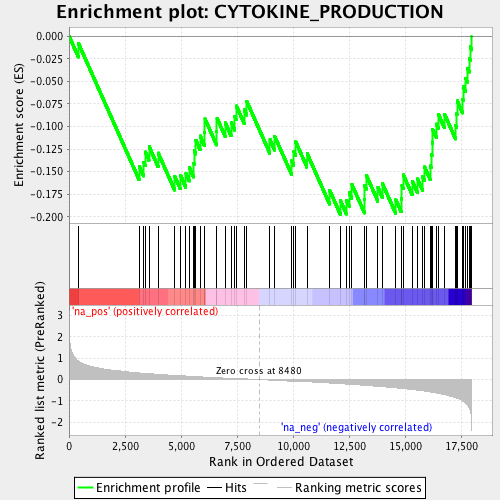 Enrichment plot: CYTOKINE_PRODUCTION
Enrichment score (ES)
0.000
-0.025
-0.050
-0.075
-0.100
-0.125
-0.150
-0.175
-0.200
'na_pos' (positively correlated)
Ranked list metric (PreRanked)
3
2
1
0
-1
-2
Zero cross at 8480
'na_neg' (negatively correlated)
0
2,500
5,000
7,500
10,000
12,500
15,000
17,500
Rank in Ordered Dataset
Enrichment profile
Hits
Ranking metric scores